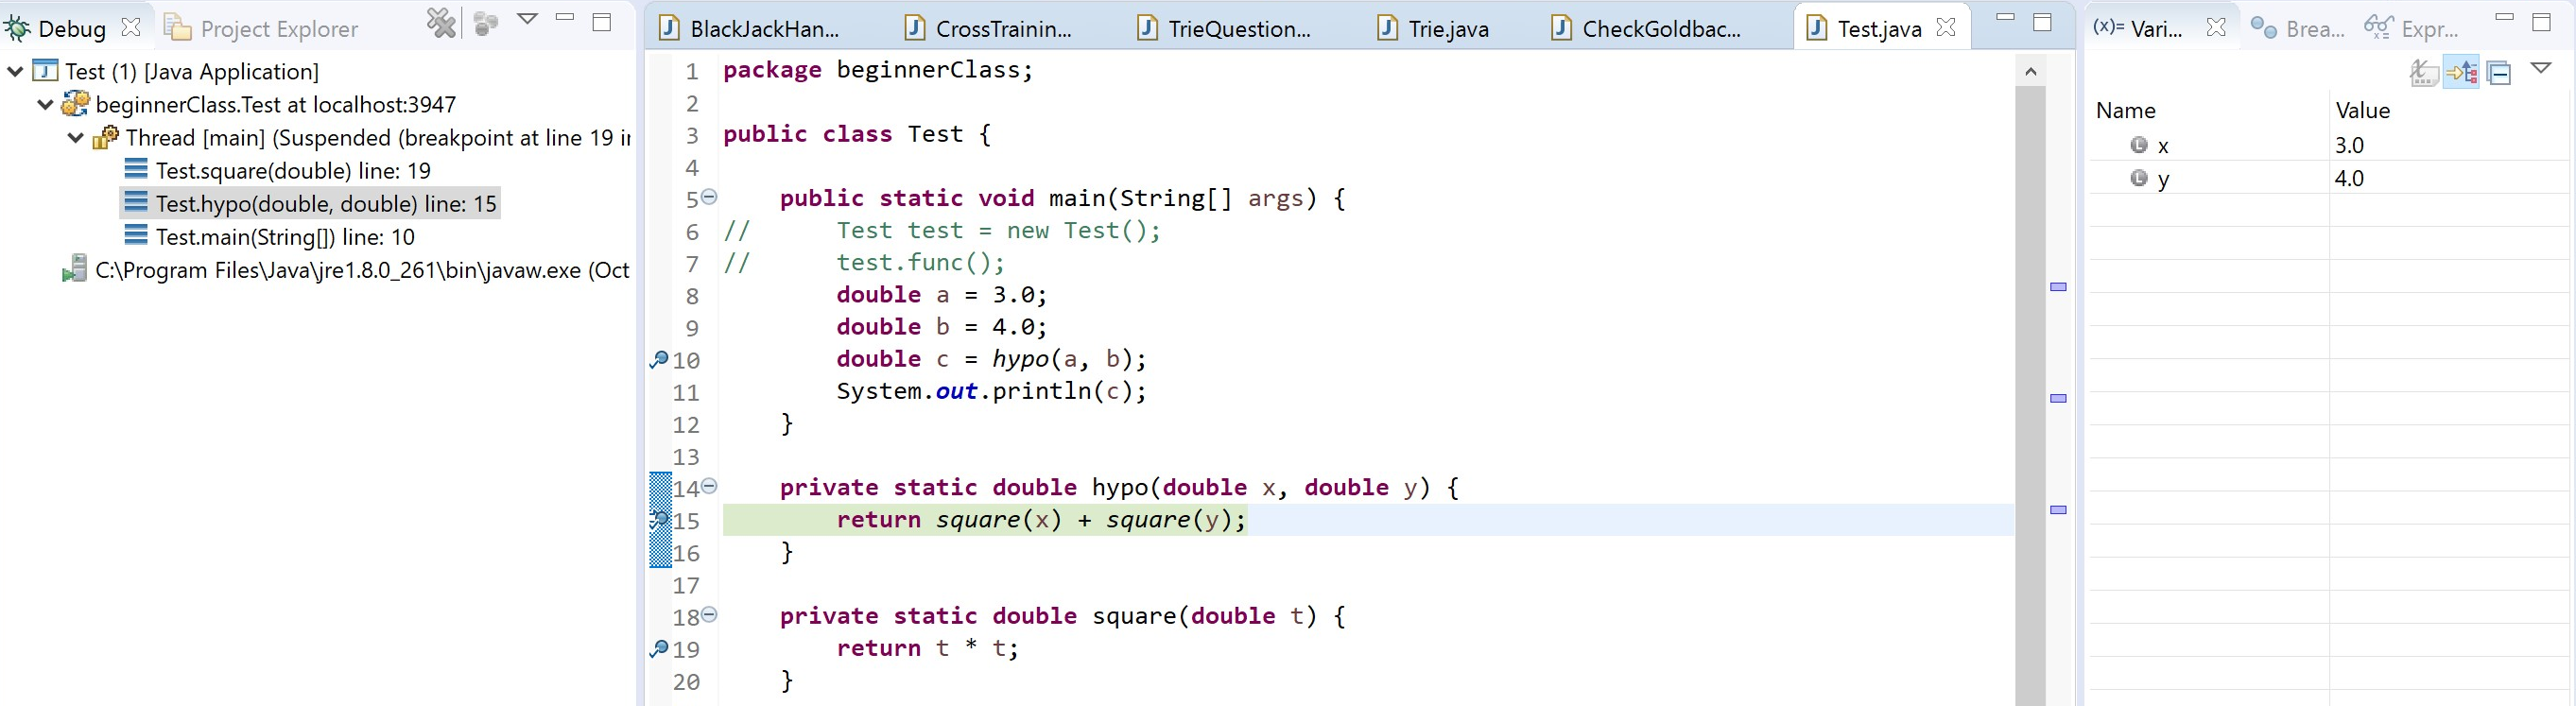 Debug
Project Explorer
Test (1) [Java Application]
beginnerClass.Test at localhost:3947
Thread [main] (Suspended (breakpoint at line 19 in
Test.square(double) line: 19
Test.hypo(double, double) line: 15
Test.main(String[]) line: 10
C:\Program Files\Java\jre1.8.0_261\bin\javaw.exe (Oct
BlackJackHan...
CrossTrainin...
TrieQuestion...
Trie.java
CheckGoldbac...
Test.java
1 package beginnerClass;
2
3 public class Test {
4
5 public static void main(String[] args) {
6 // Test test = new Test();
7 // test.func();
8 double a = 3.0;
9 double b = 4.0;
10 double c = hypo(a, b);
11 System.out.println(c);
12 }
13
14 private static double hypo(double x, double y) {
15 return square(x) + square(y);
16 }
17
18 private static double square(double t) {
19 return t * t;
20 }
(x)= Vari...
Brea...
Expr...
Name Value
x 3.0
y 4.0